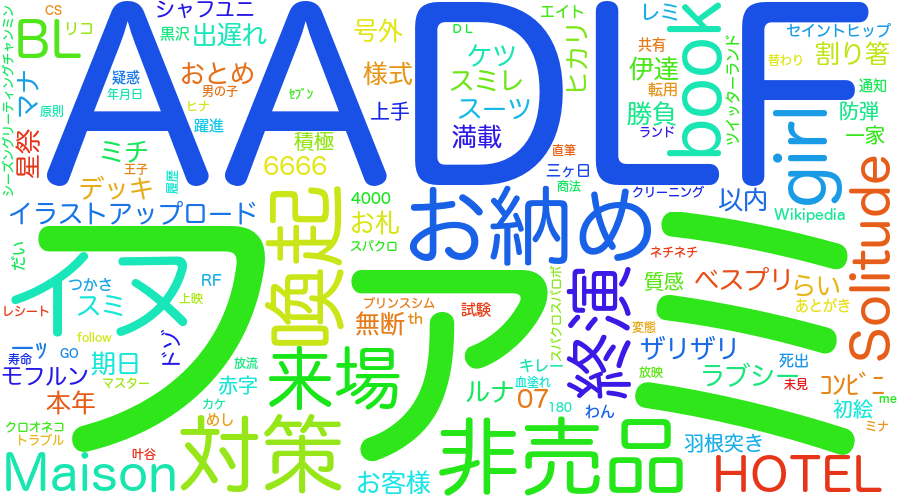 CS
シャフユニ
AADLF
レミ
エイト
BL
リコ
黒沢
出遅れ
号外
ＤＬ
ケツ
ヒカリ
共有
book
セイントヒップ
割り箸
シーズングリーティングチャンミン
マナ
疑惑
年月日
おとめ
男の子
様式
スミレ
伊達
替わり
ツイッターランド
原則
ヒナ
ｾﾌﾞﾝ
上手
スーツ
転用
通知
girl
星祭
躍進
積極
満載
勝負
ランド
防弾
一家
ミチ
王子
6666
直筆
三ヶ日
デッキ
履歴
商法
クリーニング
以内
イラストアップロード
4000
お札
お納め
Wikipedia
Solitude
喚起
スパクロ
ネチネチ
だい
ファミ
イヌ
つかさ
RF
スパクロスパロボ
終演
質感
ベスプリ
らい
スミ
上映
プリンスシム
あとがき
レシート
follow
ドソ
無断
th
試験
変態
一ｯ
寿命
GO
期日
放流
来場
キレ
放映
ザリザリ
死出
モフルン
マスター
赤字
ルナ
血塗れ
ラブシー
未見
ｺﾝﾋﾞﾆ
本年
カケ
07
180
わん
初絵
me
クロオネコ
トラブル
めし
対策
非売品
羽根突き
ミナ
叶谷
Maison
お客様
HOTEL